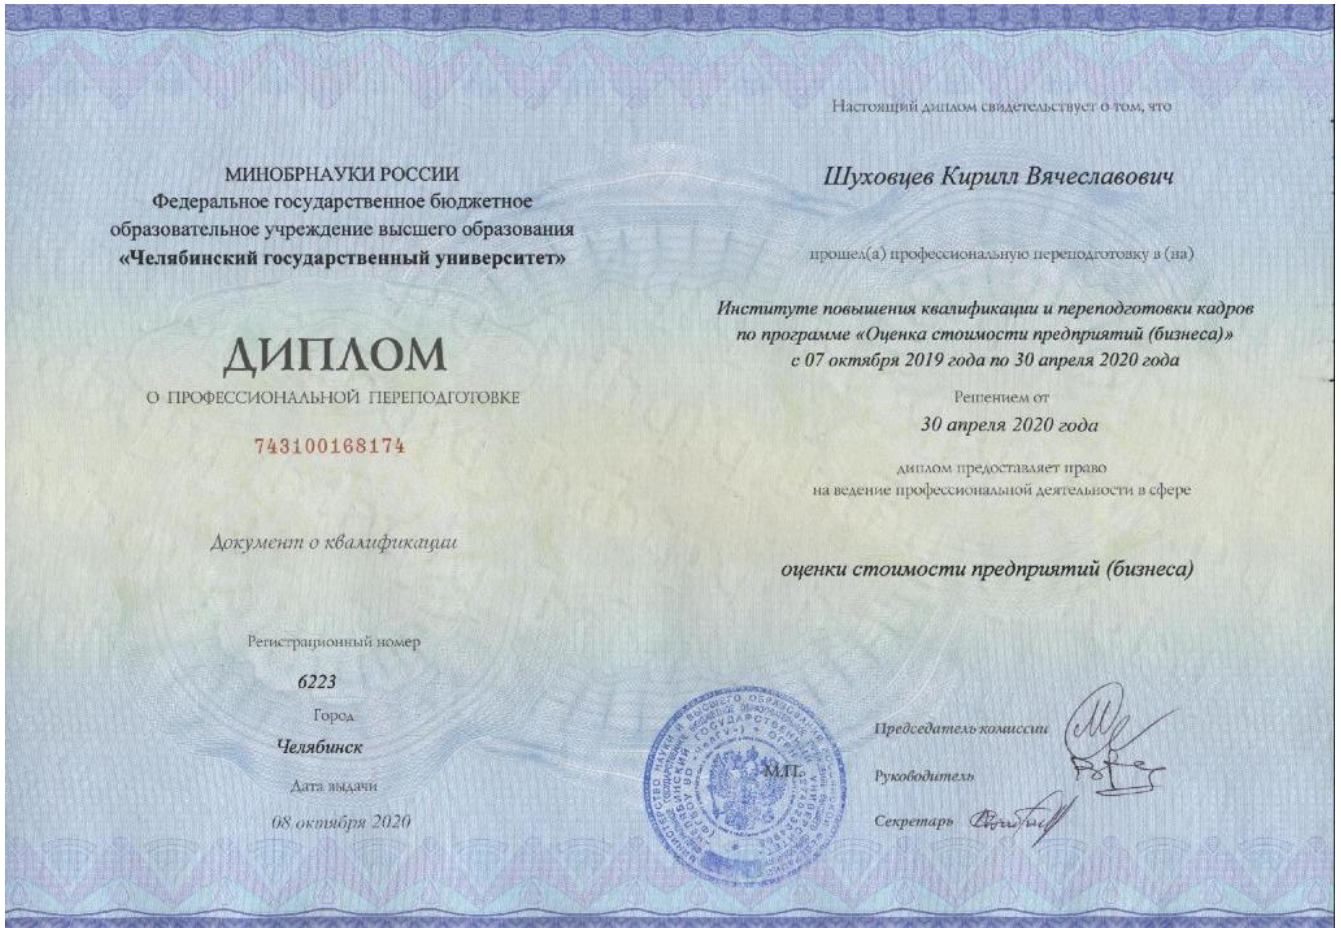 МИНОБРНАУКИ РОССИИ
Федеральное государственное бюджетное
образовательное учреждение высшего образования
«Челябинский государственный университет»
ДИПЛОМ
О ПРОФЕССИОНАЛЬНОЙ ПЕРЕПОДГОТОВКЕ
743100168174
Документ о квалификации
Регистрационный номер
6223
Город
Челябинск
Дата выдачи
08 октября 2020
Настоящий диплом свидетельствует о том, что
Шуховцев Кирилл Вячеславович
прошел(а) профессиональную переподготовку в (на)
Институте повышения квалификации и переподготовки кадров
по программе «Оценка стоимости предприятий (бизнеса)»
с 07 октября 2019 года по 30 апреля 2020 года
Решением от
30 апреля 2020 года
диплом предоставляет право
на ведение профессиональной деятельности в сфере
оценки стоимости предприятий (бизнеса)
М.П.
Председатель комиссии
Руководитель
Секретарь